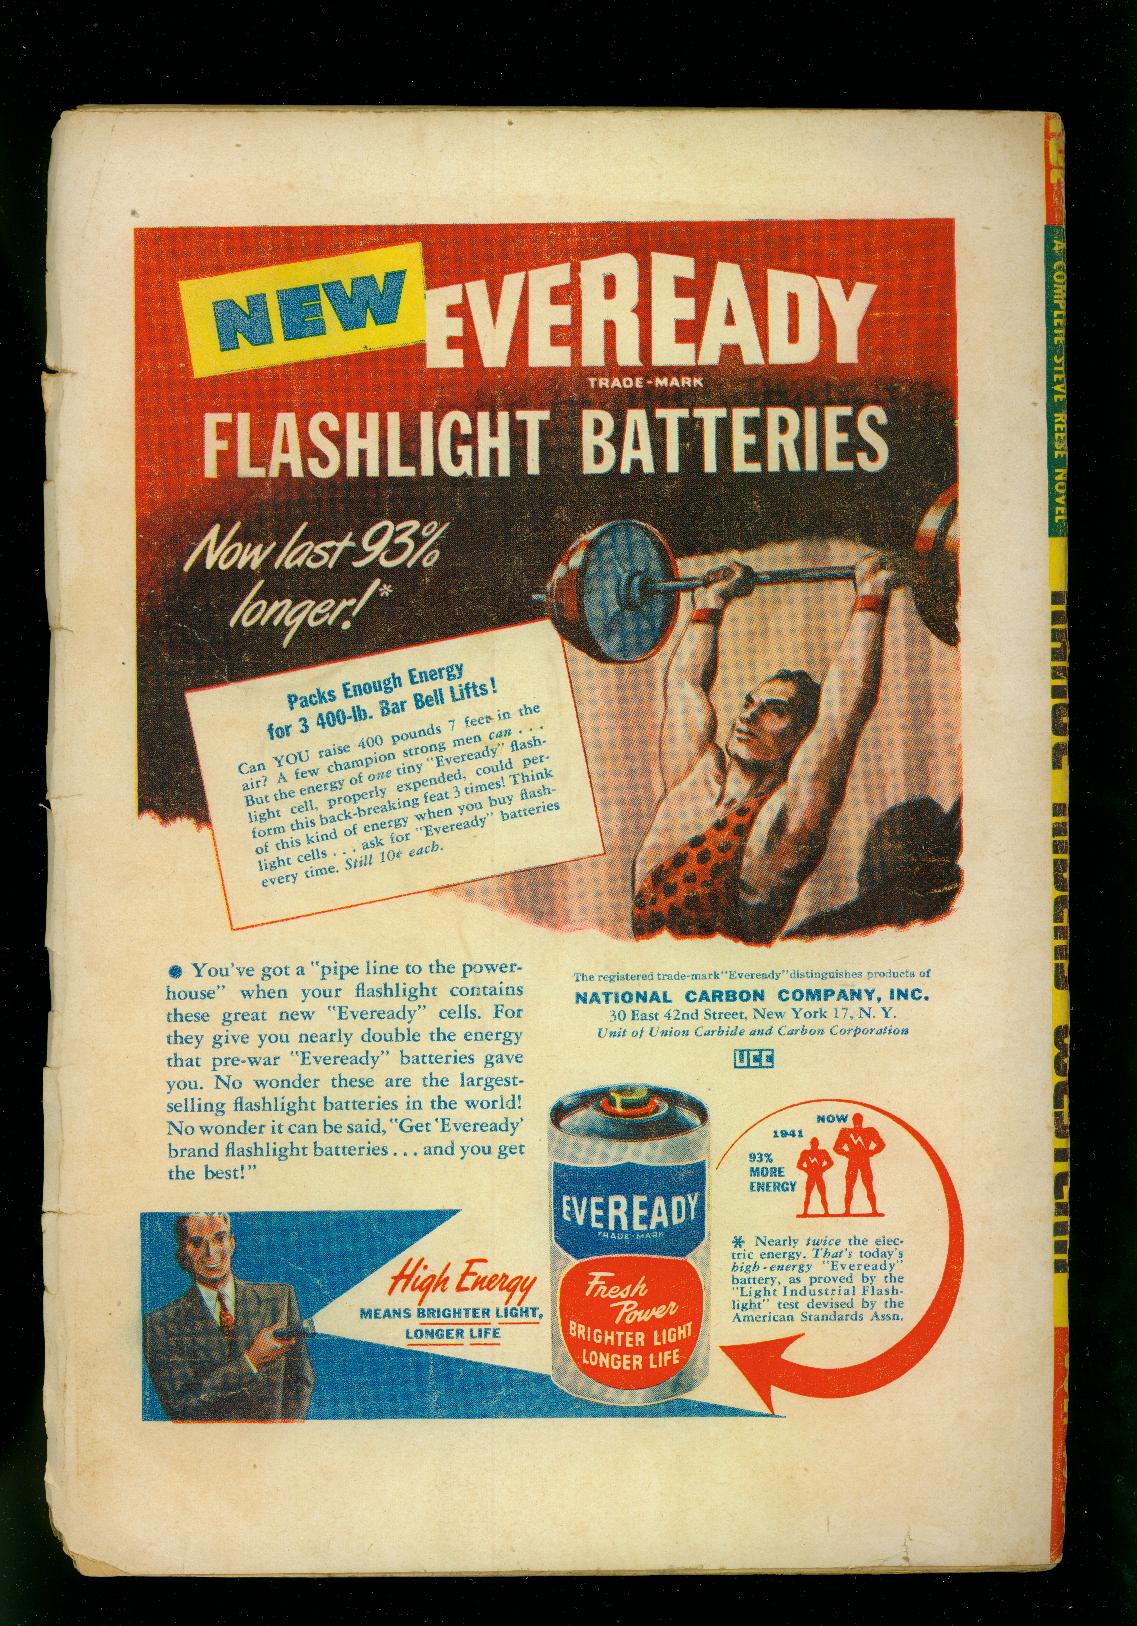 NEW EVEREADY
TRADE-MARK
FLASHLIGHT BATTERIES
Now last 93%
longer!*
Packs Enough Energy
for 3 400-lb. Bar Bell Lifts!
Can YOU raise 400 pounds 7 feet in the
air? A few champion strong men can . . .
But the energy of one tiny "Eveready" flash-
light cell, properly expended, could per-
form this back-breaking feat 3 times! Think
of this kind of energy when you buy flash-
light cells . . . ask for "Eveready" batteries
every time. Still 10¢ each.
● You've got a "pipe line to the power-
house" when your flashlight contains
these great new "Eveready" cells. For
they give you nearly double the energy
that pre-war "Eveready" batteries gave
you. No wonder these are the largest-
selling flashlight batteries in the world!
No wonder it can be said, "Get 'Eveready'
brand flashlight batteries . . . and you get
the best!"
The registered trade-mark "Eveready" distinguishes products of
NATIONAL CARBON COMPANY, INC.
30 East 42nd Street, New York 17, N. Y.
Unit of Union Carbide and Carbon Corporation
UCC
EVEREADY
TRADE-MARK
Fresh
Power
BRIGHTER LIGHT
LONGER LIFE
NOW
1941
93%
MORE
ENERGY
* Nearly twice the elec-
tric energy. That's today's
high-energy "Eveready"
battery, as proved by the
"Light Industrial Flash-
light" test devised by the
American Standards Assn.
High Energy
MEANS BRIGHTER LIGHT,
LONGER LIFE
A COMPLETE STEVE REESE NOVEL